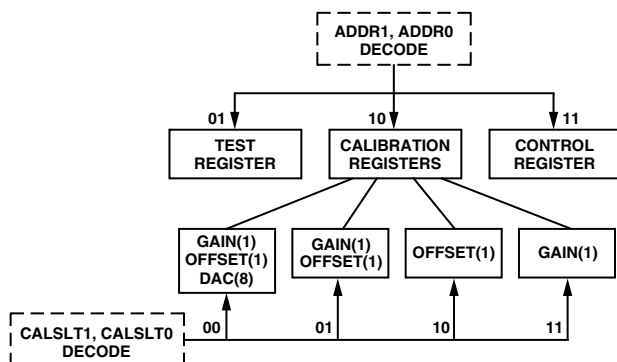 ADDR1, ADDR0
DECODE
01
10
11
TEST
REGISTER
CALIBRATION
REGISTERS
CONTROL
REGISTER
GAIN(1)
OFFSET(1)
DAC(8)
GAIN(1)
OFFSET(1)
OFFSET(1)
GAIN(1)
CALSLT1, CALSLT0
DECODE
00
01
10
11